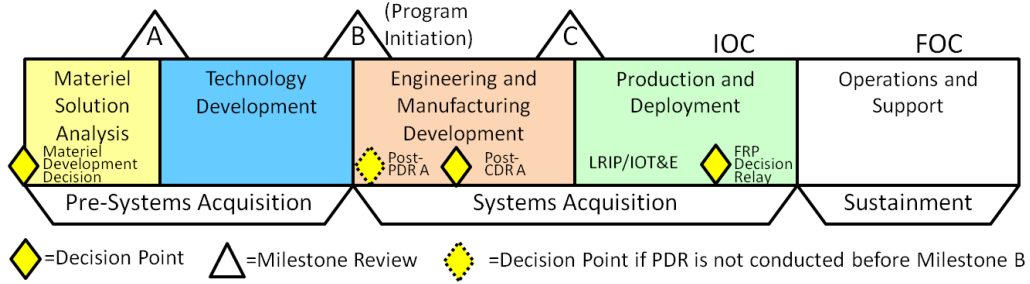 A
B
(Program
Initiation)
C
IOC
FOC
Materiel
Solution
Analysis
Materiel
Development
Decision
Technology
Development
Engineering and
Manufacturing
Development
Post-
PDR A
Post-
CDR A
Production and
Deployment
LRIP/IOT&E
FRP
Decision
Relay
Operations and
Support
Pre-Systems Acquisition
Systems Acquisition
Sustainment
=Decision Point
=Milestone Review
=Decision Point if PDR is not conducted before Milestone B